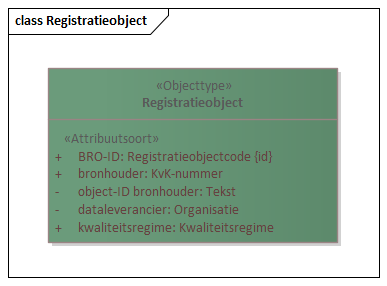 class Registratieobject
«Objecttype»
Registratieobject
«Attribuutsoort»
+ BRO-ID: Registratieobjectcode {id}
+ bronhouder: KvK-nummer
- object-ID bronhouder: Tekst
- dataleverancier: Organisatie
+ kwaliteitsregime: Kwaliteitsregime